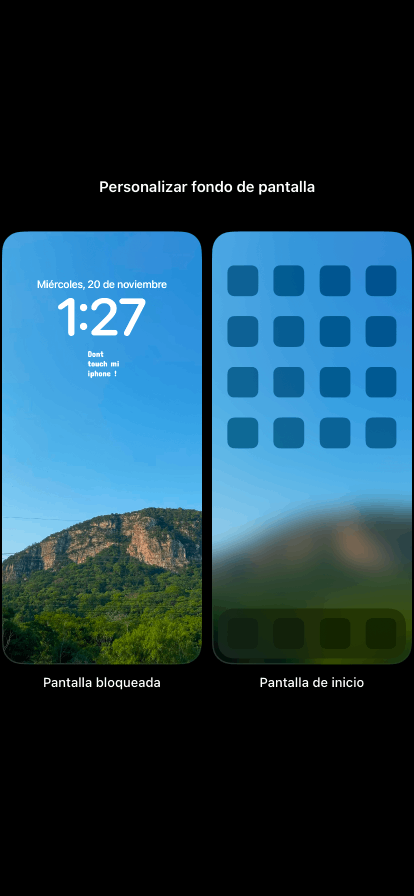 Personalizar fondo de pantalla
Miércoles, 20 de noviembre
1:27
Dont
touch mi
iphone !
Pantalla bloqueada
Pantalla de inicio